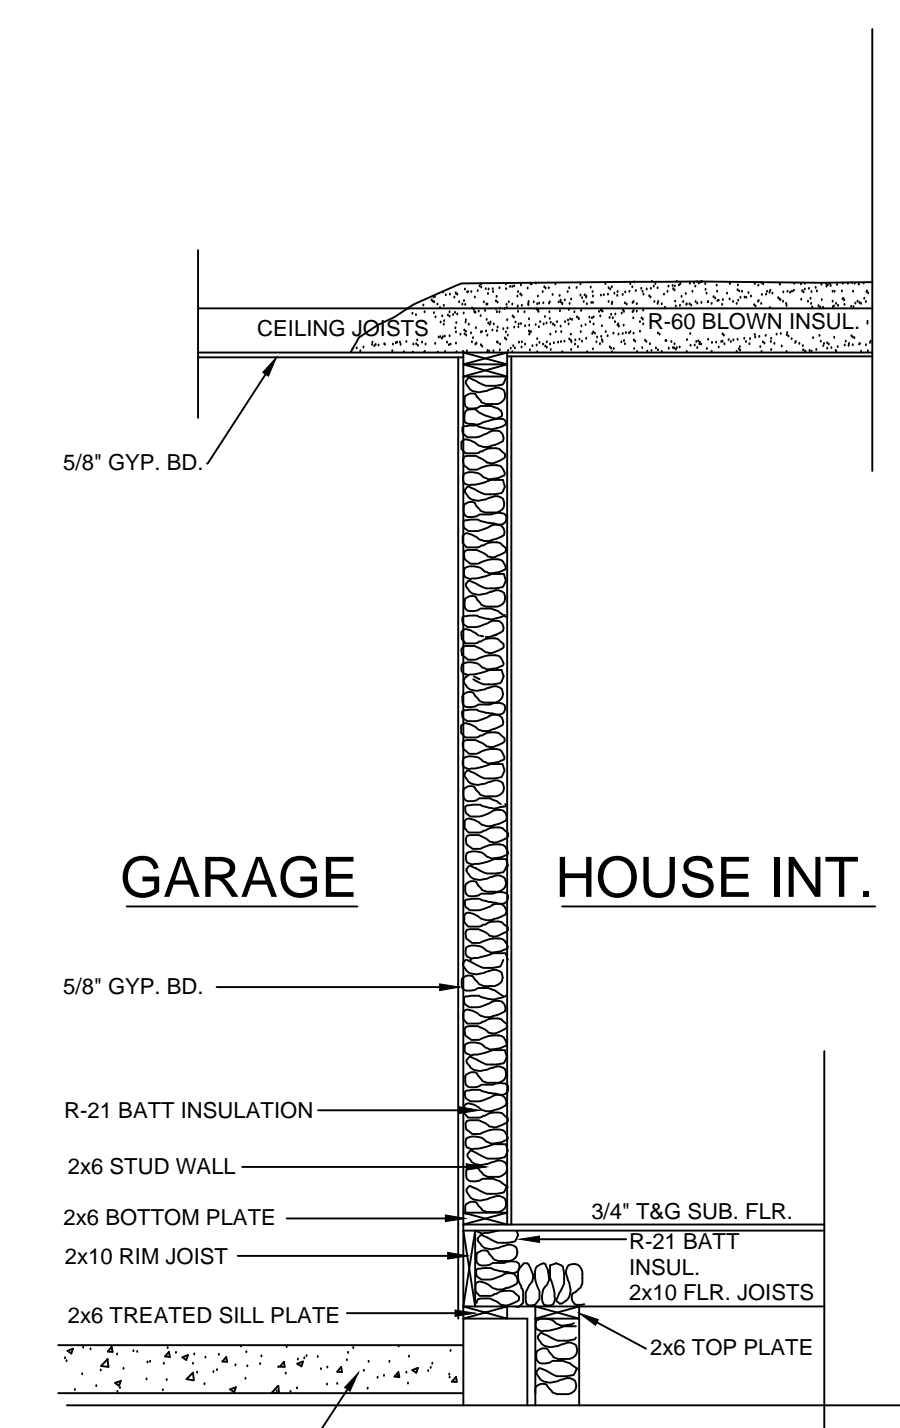 CEILING JOISTS
R-60 BLOWN INSUL.
5/8" GYP. BD.
GARAGE
HOUSE INT.
5/8" GYP. BD.
R-21 BATT INSULATION
2x6 STUD WALL
2x6 BOTTOM PLATE
3/4" T&G SUB. FLR.
2x10 RIM JOIST
R-21 BATT
INSUL.
2x10 FLR. JOISTS
2x6 TREATED SILL PLATE
2x6 TOP PLATE